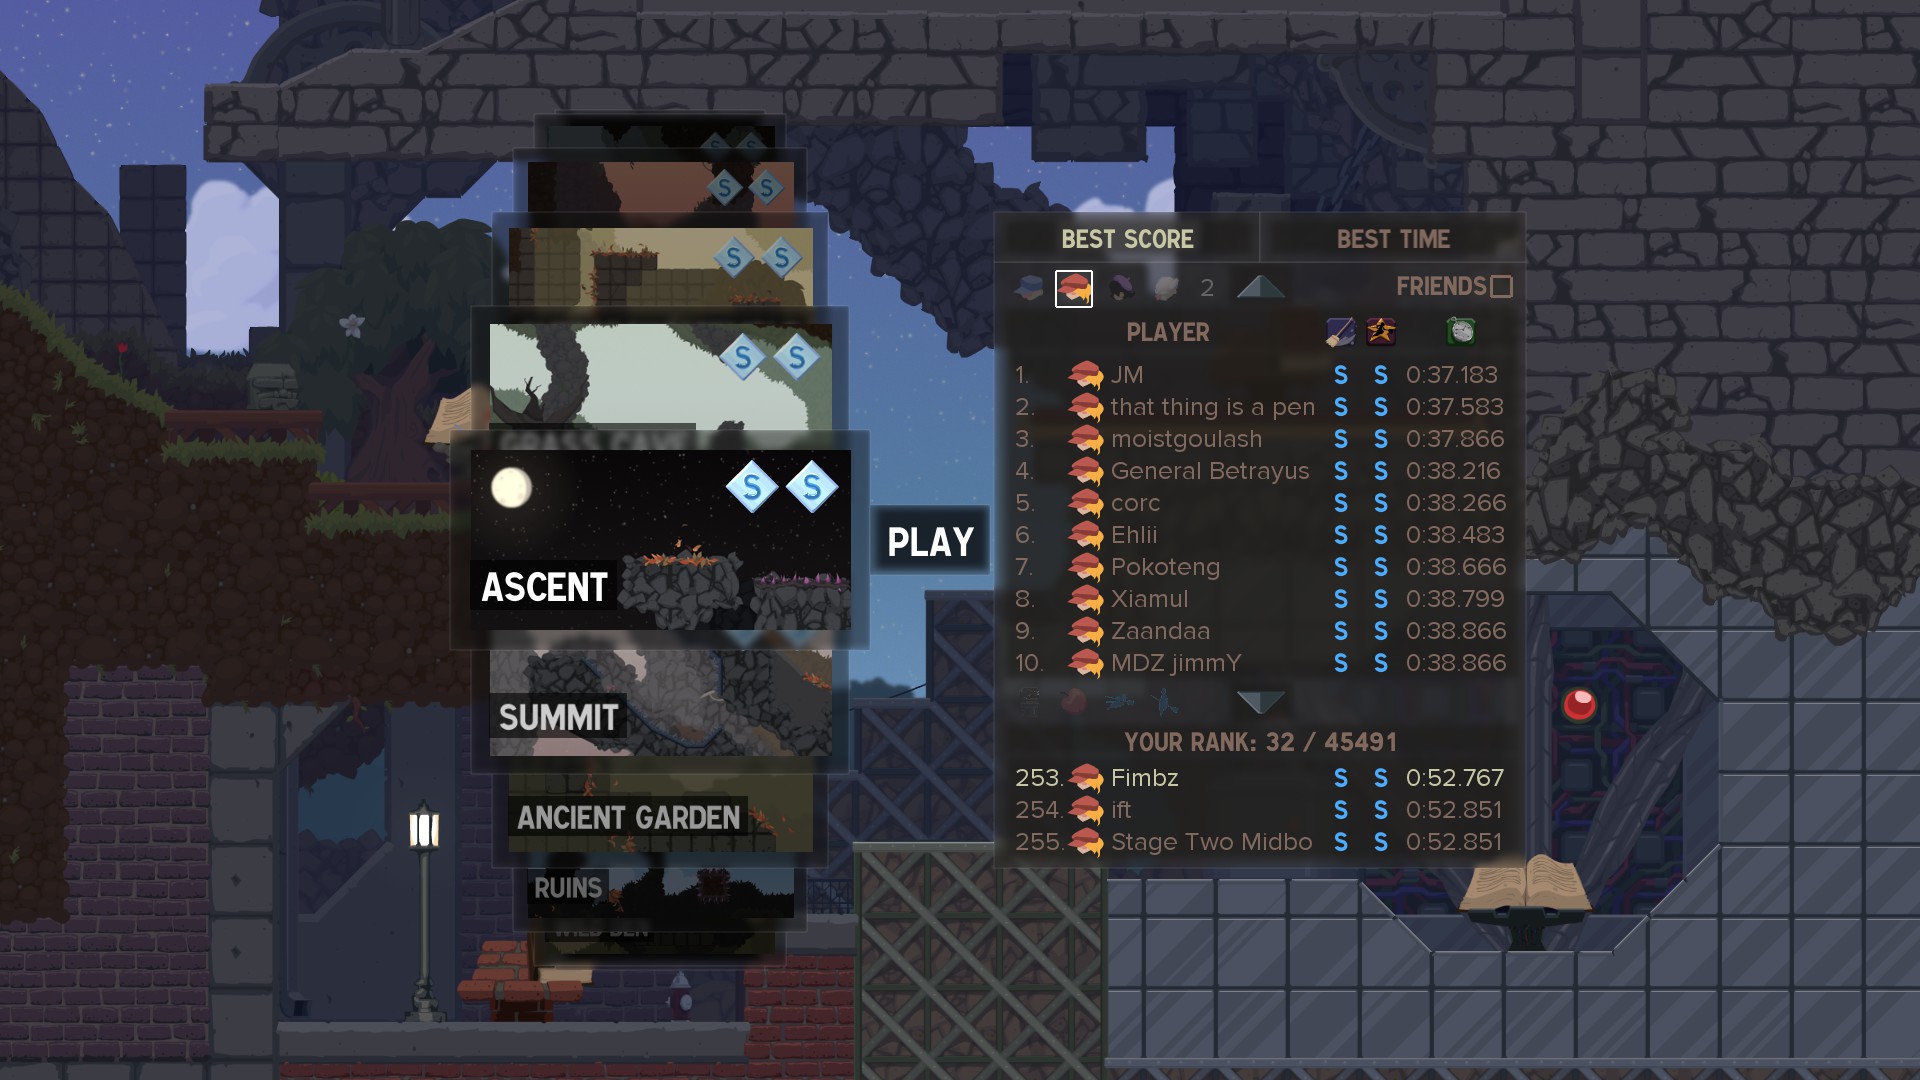 S S
S S
S S
S S
GRASS CAVE
S S
ASCENT
PLAY
SUMMIT
ANCIENT GARDEN
RUINS
WILD DEN
BEST SCORE BEST TIME
2 FRIENDS
PLAYER
1. JM S S 0:37.183
2. that thing is a pen S S 0:37.583
3. moistgoulash S S 0:37.866
4. General Betrayus S S 0:38.216
5. corc S S 0:38.266
6. Ehlii S S 0:38.483
7. Pokoteng S S 0:38.666
8. Xiamul S S 0:38.799
9. Zaandaa S S 0:38.866
10. MDZ jimmY S S 0:38.866
YOUR RANK: 32 / 45491
253. Fimbz S S 0:52.767
254. ift S S 0:52.851
255. Stage Two Midbo S S 0:52.851